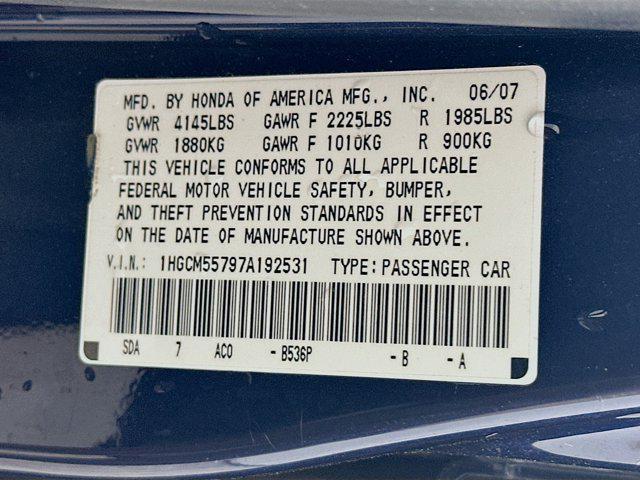 MFD. BY HONDA OF AMERICA MFG., INC. 06/07
GVWR 4145LBS GAWR F 2225LBS R 1985LBS
GVWR 1880KG GAWR F 1010KG R 900KG
THIS VEHICLE CONFORMS TO ALL APPLICABLE
FEDERAL MOTOR VEHICLE SAFETY, BUMPER,
AND THEFT PREVENTION STANDARDS IN EFFECT
ON THE DATE OF MANUFACTURE SHOWN ABOVE.
V.I.N.: 1HGCM55797A192531 TYPE: PASSENGER CAR
SDA 7 AC0 - B536P - B - A